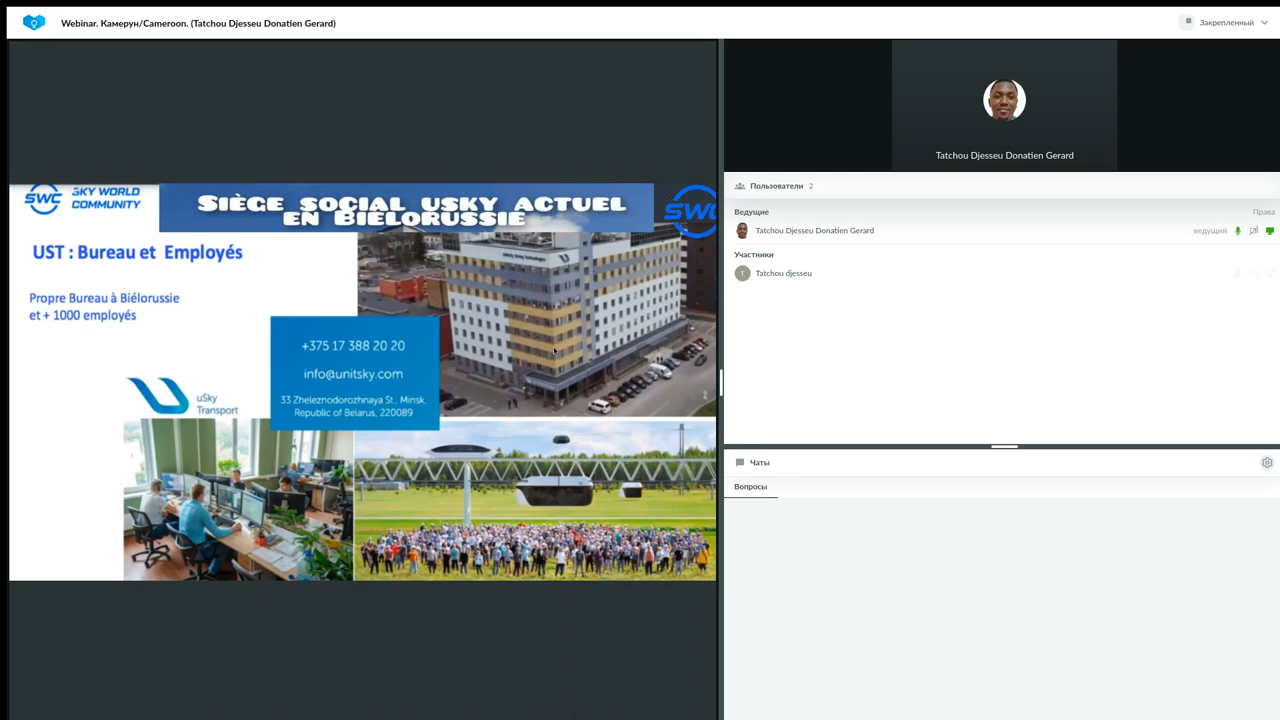 Webinar. Камерун/Cameroon. (Tatchou Djesseu Donatien Gerard)
Закрепленный
SWC SKY WORLD COMMUNITY
SIÈGE SOCIAL USKY ACTUEL
EN BIÉLORUSSIE
SWC
UST : Bureau et Employés
Propre Bureau à Biélorussie
et + 1000 employés
+375 17 388 20 20
info@unitsky.com
33 Zheleznodorozhnaya St., Minsk,
Republic of Belarus, 220089
uSky
Transport
Tatchou Djesseu Donatien Gerard
Пользователи 2
Ведущие Права
Tatchou Djesseu Donatien Gerard ведущий
Участники
T Tatchou djesseu
Чаты
Вопросы